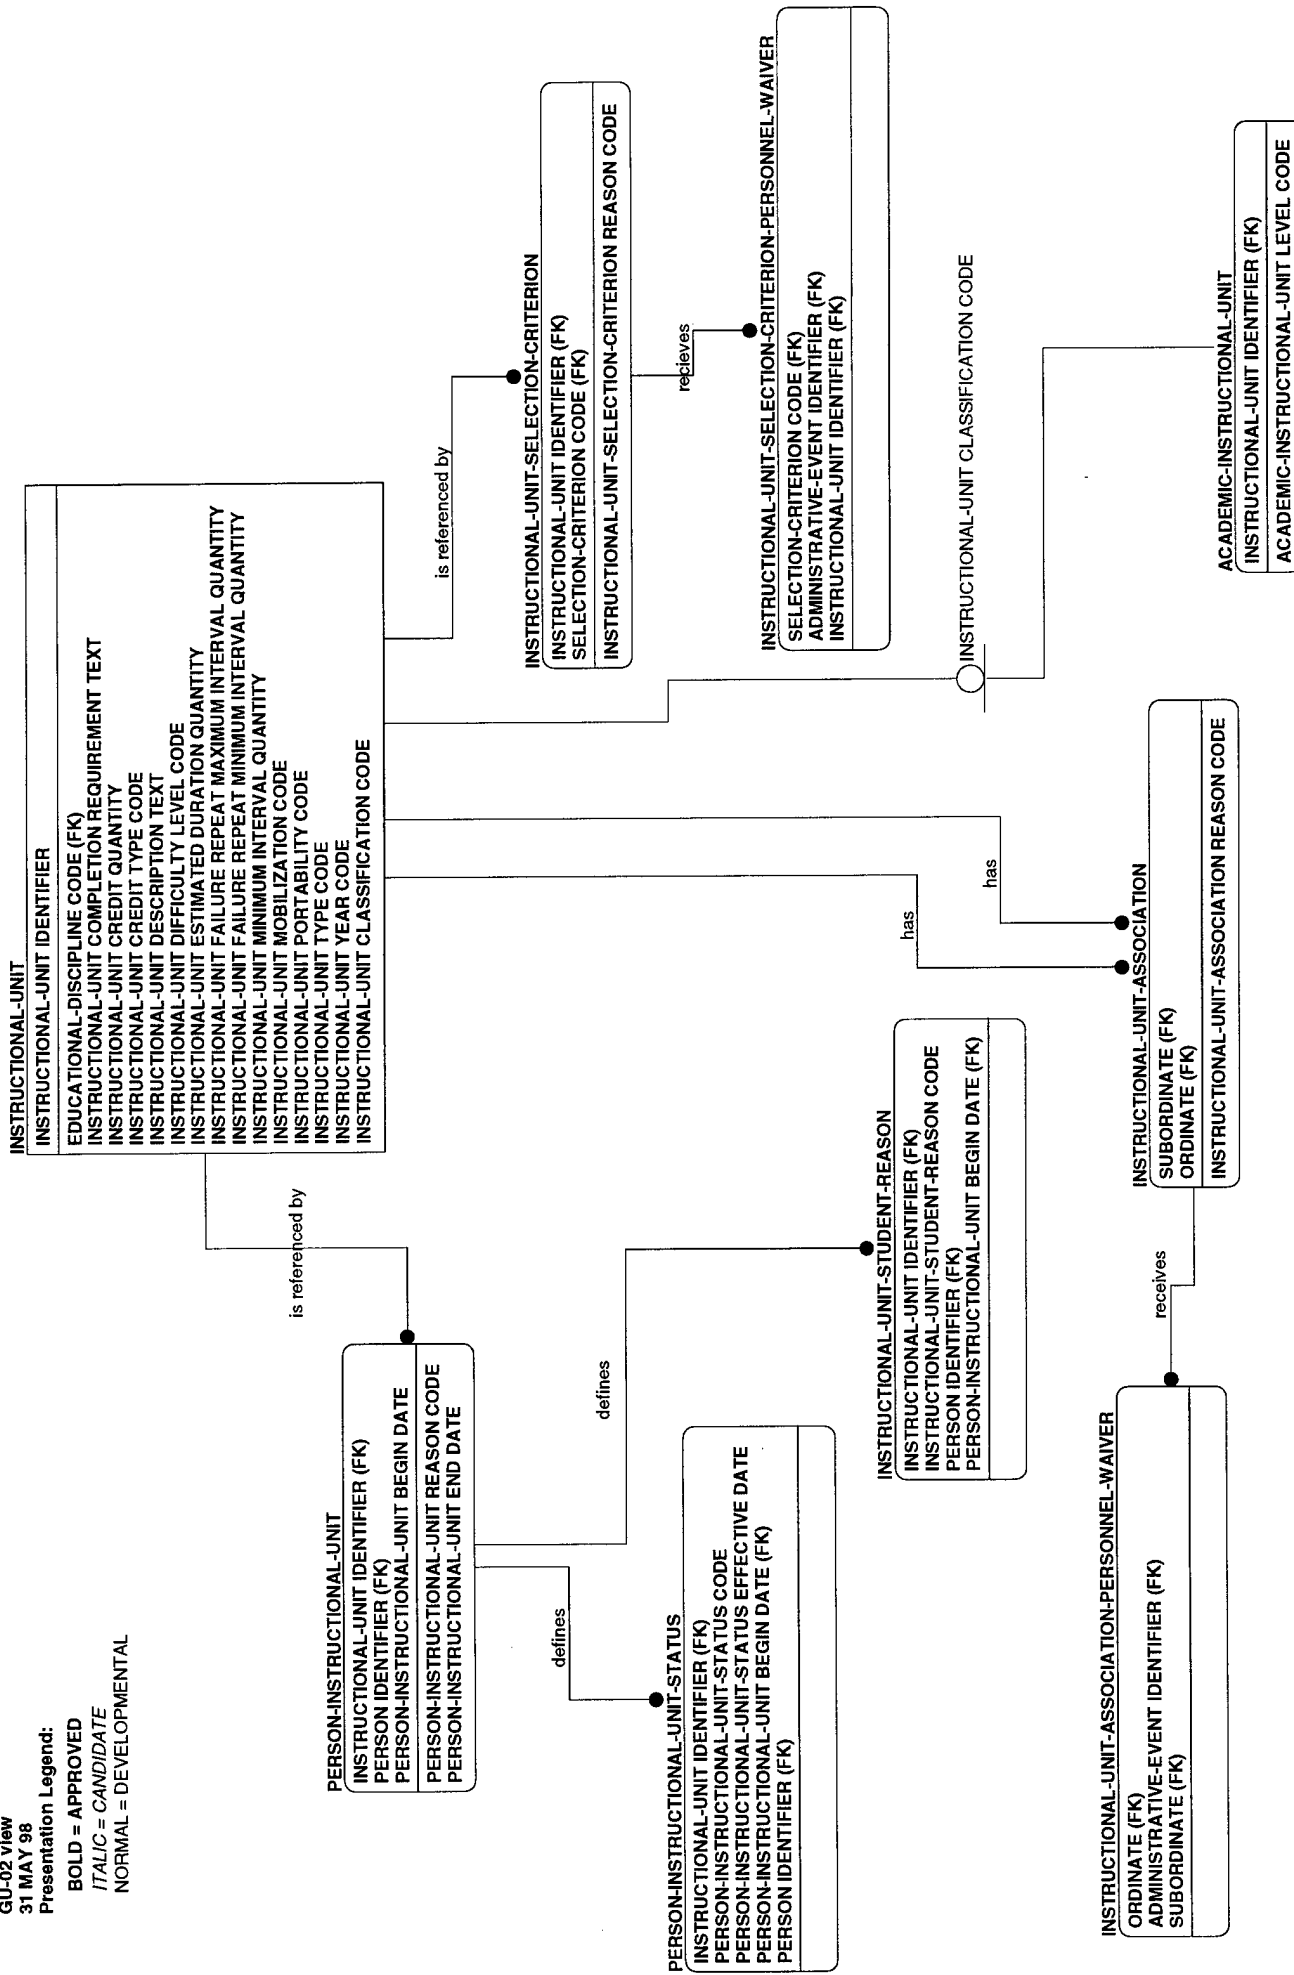 GU-02 view
31 MAY 98
Presentation Legend:
BOLD = APPROVED
ITALIC = CANDIDATE
NORMAL = DEVELOPMENTAL
INSTRUCTIONAL-UNIT
INSTRUCTIONAL-UNIT IDENTIFIER
EDUCATIONAL-DISCIPLINE CODE (FK)
INSTRUCTIONAL-UNIT COMPLETION REQUIREMENT TEXT
INSTRUCTIONAL-UNIT CREDIT QUANTITY
INSTRUCTIONAL-UNIT CREDIT TYPE CODE
INSTRUCTIONAL-UNIT DESCRIPTION TEXT
INSTRUCTIONAL-UNIT DIFFICULTY LEVEL CODE
INSTRUCTIONAL-UNIT ESTIMATED DURATION QUANTITY
INSTRUCTIONAL-UNIT FAILURE REPEAT MAXIMUM INTERVAL QUANTITY
INSTRUCTIONAL-UNIT FAILURE REPEAT MINIMUM INTERVAL QUANTITY
INSTRUCTIONAL-UNIT MINIMUM INTERVAL QUANTITY
INSTRUCTIONAL-UNIT MOBILIZATION CODE
INSTRUCTIONAL-UNIT PORTABILITY CODE
INSTRUCTIONAL-UNIT TYPE CODE
INSTRUCTIONAL-UNIT YEAR CODE
INSTRUCTIONAL-UNIT CLASSIFICATION CODE
is referenced by
is referenced by
PERSON-INSTRUCTIONAL-UNIT
INSTRUCTIONAL-UNIT IDENTIFIER (FK)
PERSON IDENTIFIER (FK)
PERSON-INSTRUCTIONAL-UNIT BEGIN DATE
PERSON-INSTRUCTIONAL-UNIT REASON CODE
PERSON-INSTRUCTIONAL-UNIT END DATE
INSTRUCTIONAL-UNIT-SELECTION-CRITERION
INSTRUCTIONAL-UNIT IDENTIFIER (FK)
SELECTION-CRITERION CODE (FK)
INSTRUCTIONAL-UNIT-SELECTION-CRITERION REASON CODE
defines
defines
recieves
PERSON-INSTRUCTIONAL-UNIT-STATUS
INSTRUCTIONAL-UNIT IDENTIFIER (FK)
PERSON-INSTRUCTIONAL-UNIT-STATUS CODE
PERSON-INSTRUCTIONAL-UNIT-STATUS EFFECTIVE DATE
PERSON-INSTRUCTIONAL-UNIT BEGIN DATE (FK)
PERSON IDENTIFIER (FK)
INSTRUCTIONAL-UNIT-SELECTION-CRITERION-PERSONNEL-WAIVER
SELECTION-CRITERION CODE (FK)
ADMINISTRATIVE-EVENT IDENTIFIER (FK)
INSTRUCTIONAL-UNIT IDENTIFIER (FK)
INSTRUCTIONAL-UNIT-STUDENT-REASON
INSTRUCTIONAL-UNIT IDENTIFIER (FK)
INSTRUCTIONAL-UNIT-STUDENT-REASON CODE
PERSON IDENTIFIER (FK)
PERSON-INSTRUCTIONAL-UNIT BEGIN DATE (FK)
has
has
INSTRUCTIONAL-UNIT CLASSIFICATION CODE
INSTRUCTIONAL-UNIT-ASSOCIATION-PERSONNEL-WAIVER
ORDINATE (FK)
ADMINISTRATIVE-EVENT IDENTIFIER (FK)
SUBORDINATE (FK)
receives
INSTRUCTIONAL-UNIT-ASSOCIATION
SUBORDINATE (FK)
ORDINATE (FK)
INSTRUCTIONAL-UNIT-ASSOCIATION REASON CODE
ACADEMIC-INSTRUCTIONAL-UNIT
INSTRUCTIONAL-UNIT IDENTIFIER (FK)
ACADEMIC-INSTRUCTIONAL-UNIT LEVEL CODE